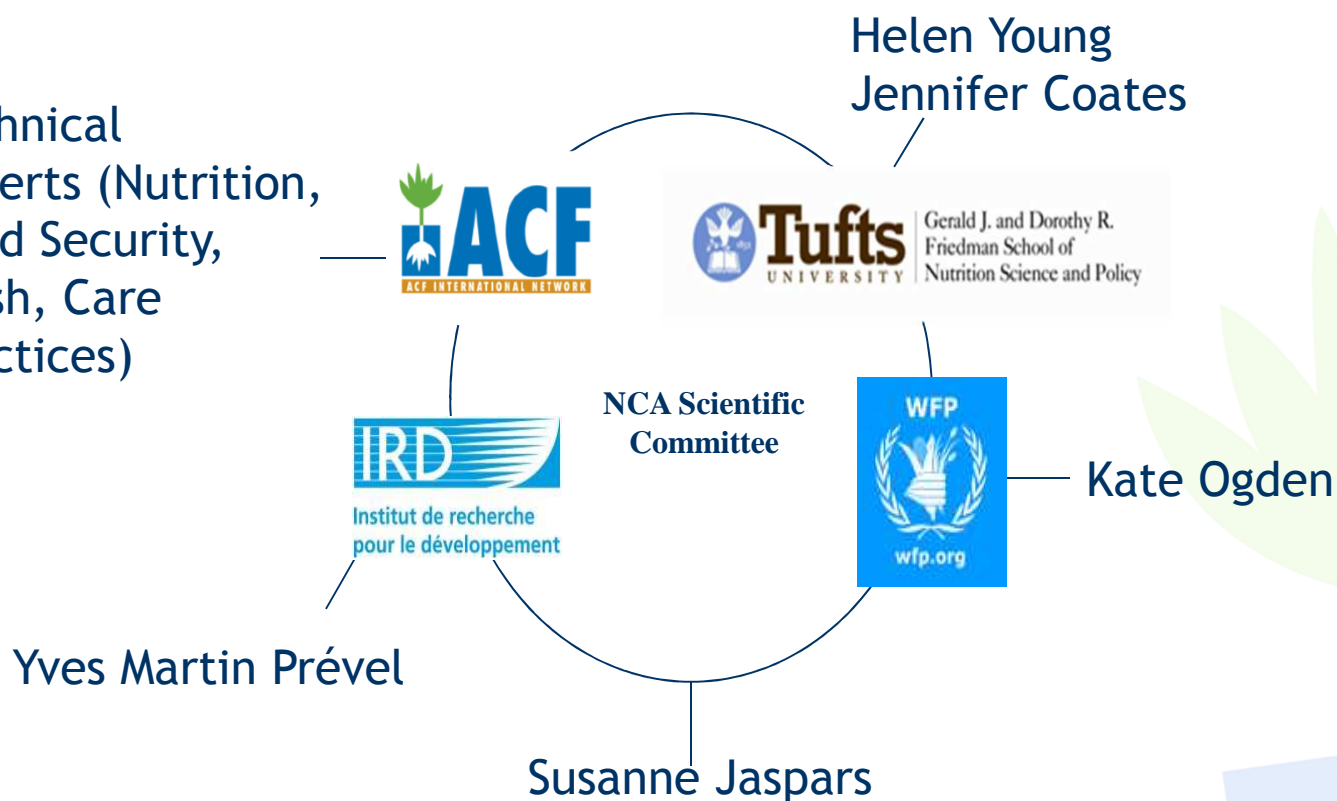 Helen Young
Jennifer Coates
hnical
erts (Nutrition,
d Security,
sh, Care
ctices)
ACF
ACF INTERNATIONAL NETWORK
Tufts
UNIVERSITY
Gerald J. and Dorothy R.
Friedman School of
Nutrition Science and Policy
NCA Scientific
Committee
IRD
Institut de recherche
pour le développement
WFP
wfp.org
Kate Ogden
Yves Martin Prével
Susanne Jaspars